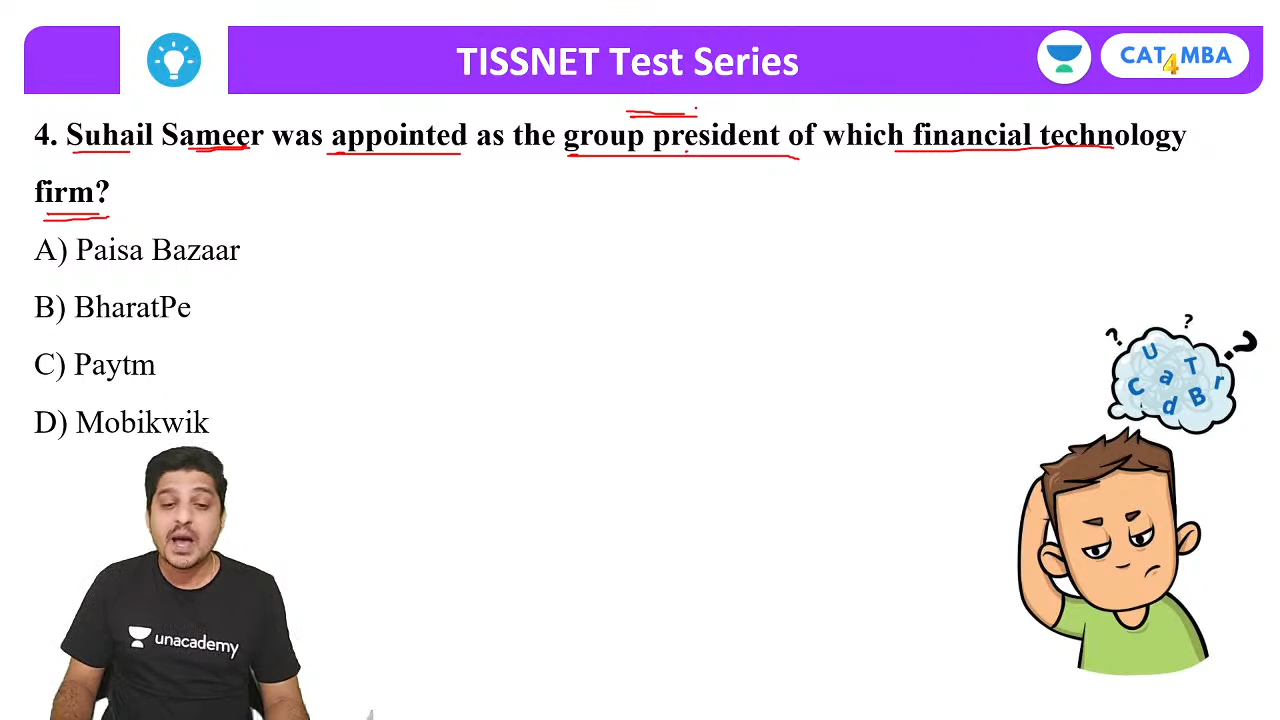 TISSNET Test Series
CAT4MBA
4. Suhail Sameer was appointed as the group president of which financial technology
firm?
A) Paisa Bazaar
B) BharatPe
C) Paytm
D) Mobikwik
? ? ?
U T
C a r
d B
unacademy